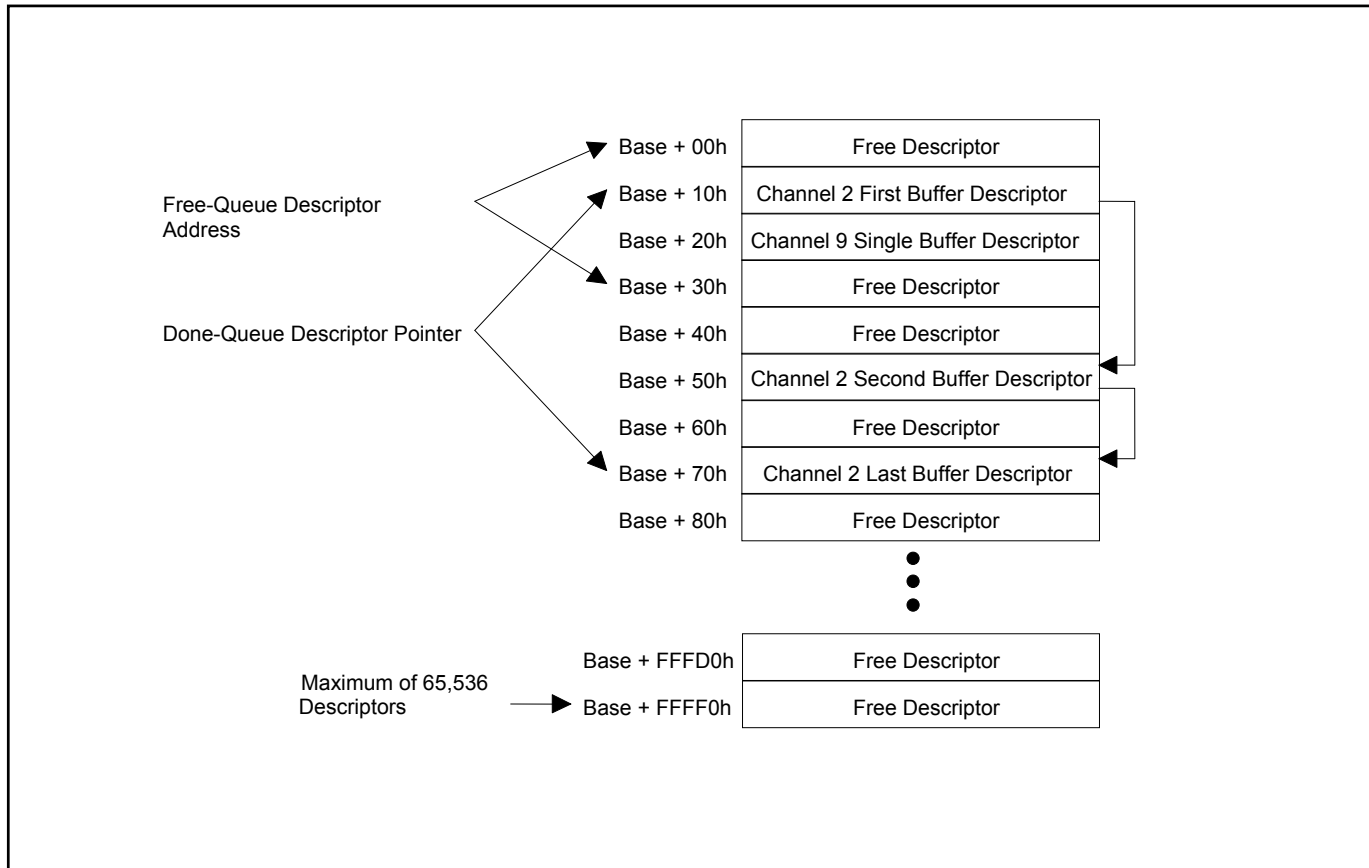 Free-Queue Descriptor
Address
Done-Queue Descriptor Pointer
Base + 00h Free Descriptor
Base + 10h Channel 2 First Buffer Descriptor
Base + 20h Channel 9 Single Buffer Descriptor
Base + 30h Free Descriptor
Base + 40h Free Descriptor
Base + 50h Channel 2 Second Buffer Descriptor
Base + 60h Free Descriptor
Base + 70h Channel 2 Last Buffer Descriptor
Base + 80h Free Descriptor
Base + FFFD0h Free Descriptor
Maximum of 65,536
Descriptors
Base + FFFF0h Free Descriptor